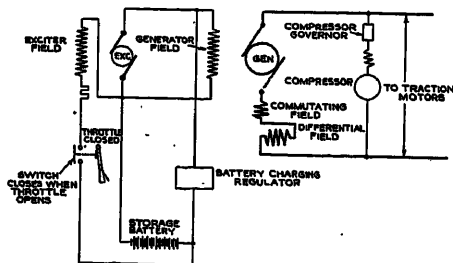 EXCITER
FIELD
EXC
GENERATOR
FIELD
GEN
COMPRESSOR
GOVERNOR
COMPRESSOR
TO TRACTION
MOTORS
COMMUTATING
FIELD
DIFFERENTIAL
FIELD
THROTTLE
CLOSED
SWITCH
CLOSES WHEN
THROTTLE
OPENS
BATTERY CHARGING
REGULATOR
STORAGE
BATTERY